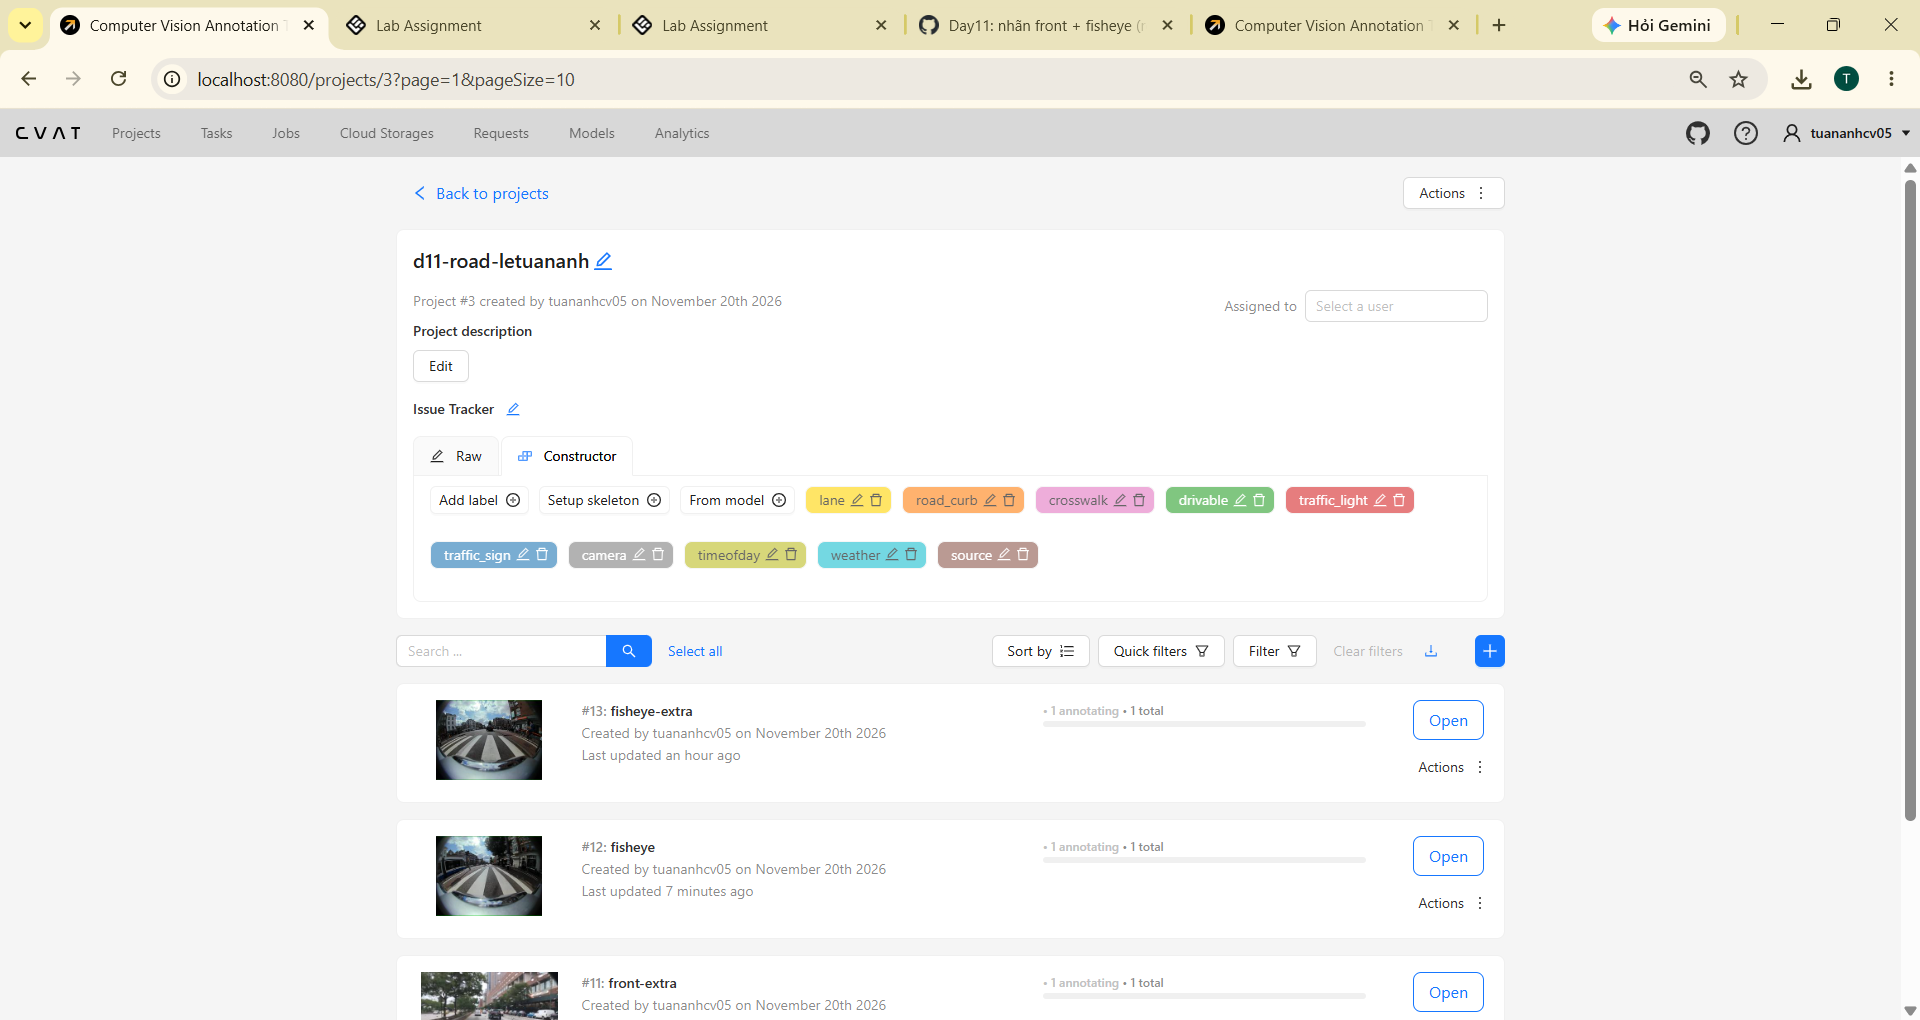 Computer Vision Annotation T
Lab Assignment
Lab Assignment
Day11: nhãn front + fisheye (n
Computer Vision Annotation T
Hỏi Gemini
localhost:8080/projects/3?page=1&pageSize=10
T
CVAT
Projects
Tasks
Jobs
Cloud Storages
Requests
Models
Analytics
tuananhcv05
Back to projects
Actions
d11-road-letuananh
Project #3 created by tuananhcv05 on November 20th 2026
Assigned to
Select a user
Project description
Edit
Issue Tracker
Raw
Constructor
Add label
Setup skeleton
From model
lane
road_curb
crosswalk
drivable
traffic_light
traffic_sign
camera
timeofday
weather
source
Search ...
Select all
Sort by
Quick filters
Filter
Clear filters
#13: fisheye-extra
Created by tuananhcv05 on November 20th 2026
Last updated an hour ago
• 1 annotating • 1 total
Open
Actions
#12: fisheye
Created by tuananhcv05 on November 20th 2026
Last updated 7 minutes ago
• 1 annotating • 1 total
Open
Actions
#11: front-extra
Created by tuananhcv05 on November 20th 2026
• 1 annotating • 1 total
Open